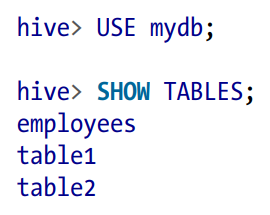 hive> USE mydb;
hive> SHOW TABLES;
employees
table1
table2